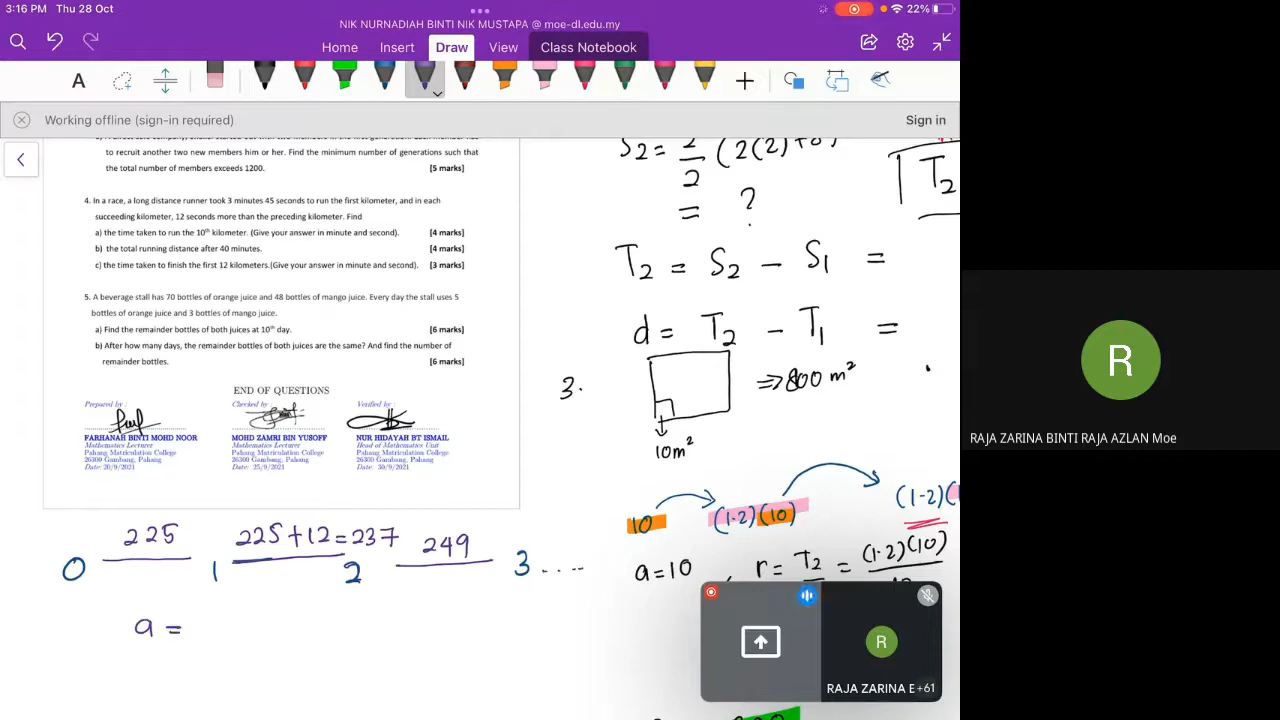 3:16 PM Thu 28 Oct
22%
NIK NURNADIAH BINTI NIK MUSTAPA @ moe-dl.edu.my
Home Insert Draw View Class Notebook
A
Working offline (sign-in required) Sign in
to recruit another two new members him or her. Find the minimum number of generations such that
the total number of members exceeds 1200. [5 marks]
4. In a race, a long distance runner took 3 minutes 45 seconds to run the first kilometer, and in each
succeeding kilometer, 12 seconds more than the preceding kilometer. Find
a) the time taken to run the 10th kilometer. (Give your answer in minute and second). [4 marks]
b) the total running distance after 40 minutes. [4 marks]
c) the time taken to finish the first 12 kilometers.(Give your answer in minute and second). [3 marks]
5. A beverage stall has 70 bottles of orange juice and 48 bottles of mango juice. Every day the stall uses 5
bottles of orange juice and 3 bottles of mango juice.
a) Find the remainder bottles of both juices at 10th day. [6 marks]
b) After how many days, the remainder bottles of both juices are the same? And find the number of
remainder bottles. [6 marks]
END OF QUESTIONS
Prepared by : Checked by : Verified by :
FARHANAH BINTI MOHD NOOR MOHD ZAMRI BIN YUSOFF NUR HIDAYAH BT ISMAIL
Mathematics Lecturer Mathematics Lecturer Head of Mathematics Unit
Pahang Matriculation College Pahang Matriculation College Pahang Matriculation College
26300 Gambang, Pahang 26300 Gambang, Pahang 26300 Gambang, Pahang
Date: 20/9/2021 Date: 25/9/2021 Date: 30/9/2021
225 225+12=237 249
0 1 2 3 ....
a =
S2 = 2/2 (2(2)+
= ?
T2
T2 = S2 − S1 =
d = T2 − T1 =
3. ⇒ 800 m²
10m²
10 (1.2)(10) (1.2)(
a=10 r = T2 = (1.2)(10)
RAJA ZARINA BINTI RAJA AZLAN Moe
R
R
RAJA ZARINA B +61